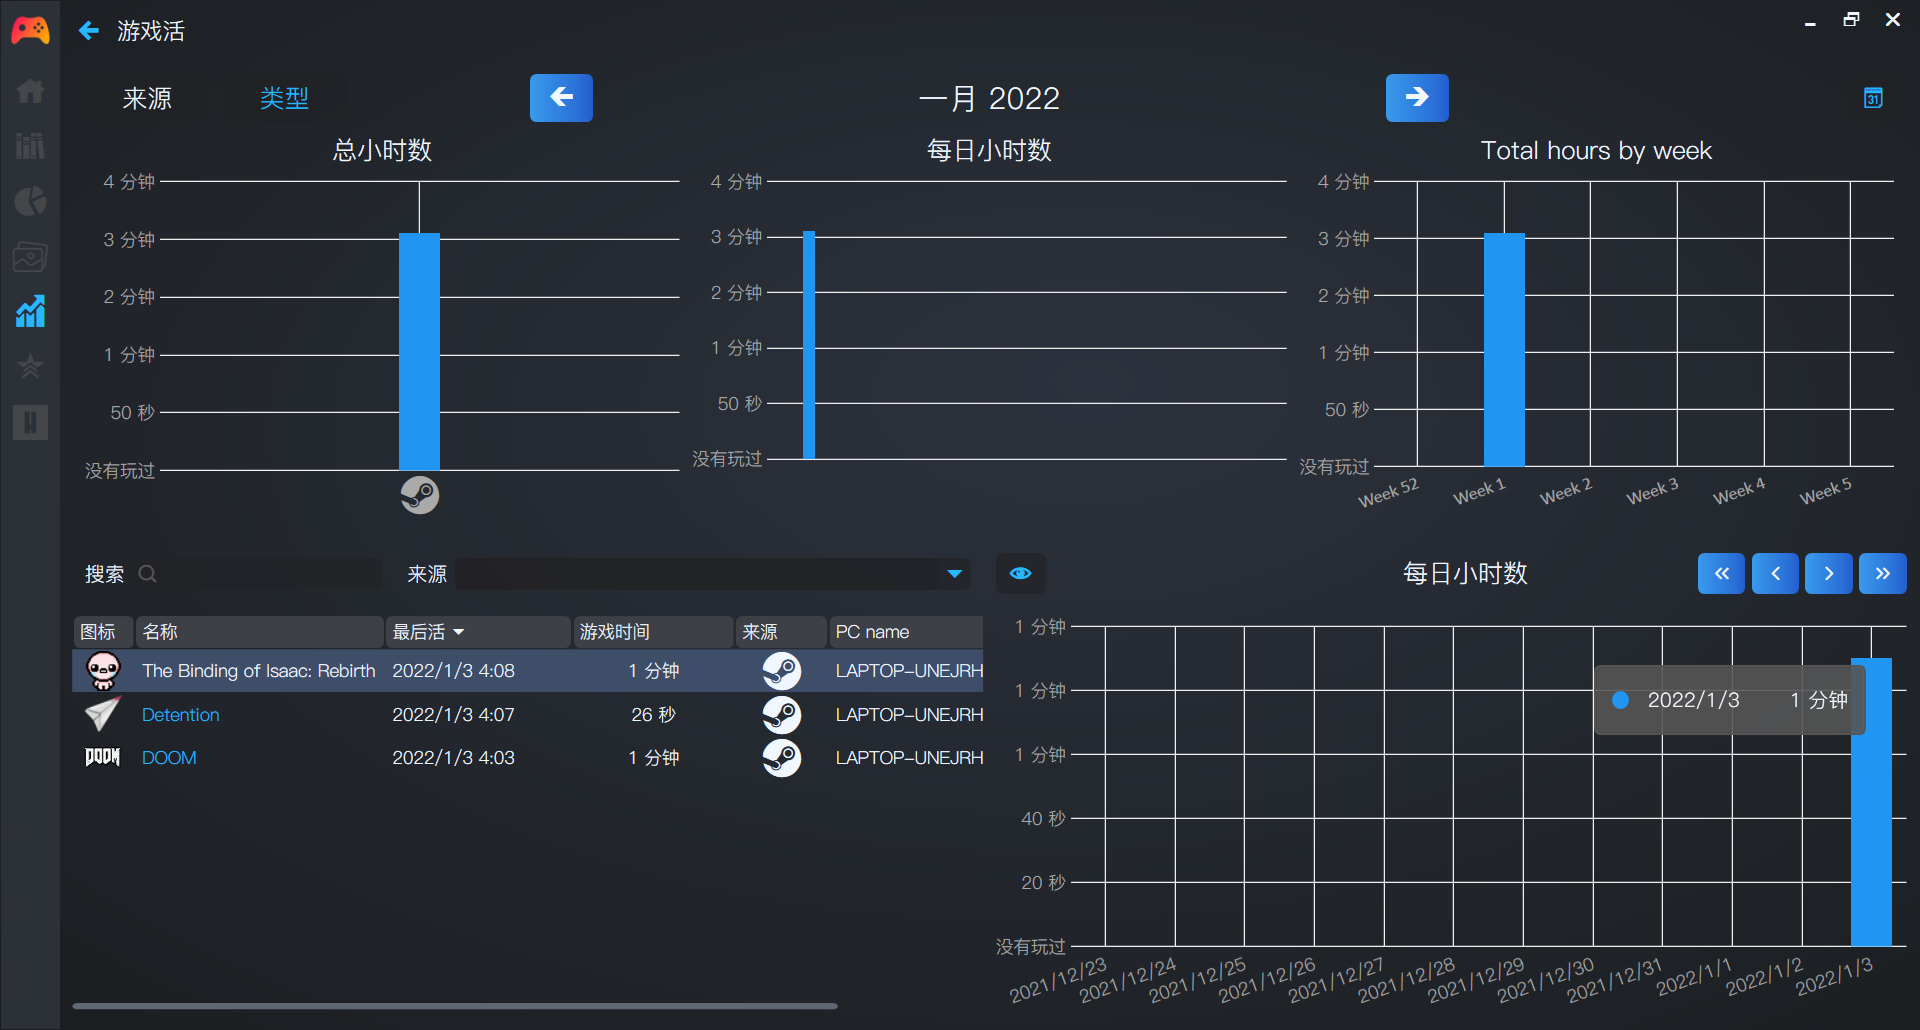 游戏活
来源 类型 一月 2022 31
总小时数
4 分钟
3 分钟
2 分钟
1 分钟
50 秒
没有玩过
每日小时数
4 分钟
3 分钟
2 分钟
1 分钟
50 秒
没有玩过
Total hours by week
4 分钟
3 分钟
2 分钟
1 分钟
50 秒
没有玩过
Week 52 Week 1 Week 2 Week 3 Week 4 Week 5
搜索 来源
图标 名称 最后活 游戏时间 来源 PC name
The Binding of Isaac: Rebirth 2022/1/3 4:08 1 分钟 LAPTOP-UNEJRH
Detention 2022/1/3 4:07 26 秒 LAPTOP-UNEJRH
DOOM DOOM 2022/1/3 4:03 1 分钟 LAPTOP-UNEJRH
每日小时数
1 分钟
1 分钟
1 分钟
40 秒
20 秒
没有玩过
2022/1/3 1 分钟
2021/12/23 2021/12/24 2021/12/25 2021/12/26 2021/12/27 2021/12/28 2021/12/29 2021/12/30 2021/12/31 2022/1/1 2022/1/2 2022/1/3